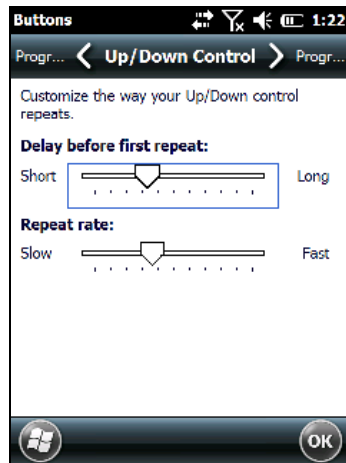 Buttons 1:22
Progr... Up/Down Control Progr...
Customize the way your Up/Down control
repeats.
Delay before first repeat:
Short Long
Repeat rate:
Slow Fast
OK